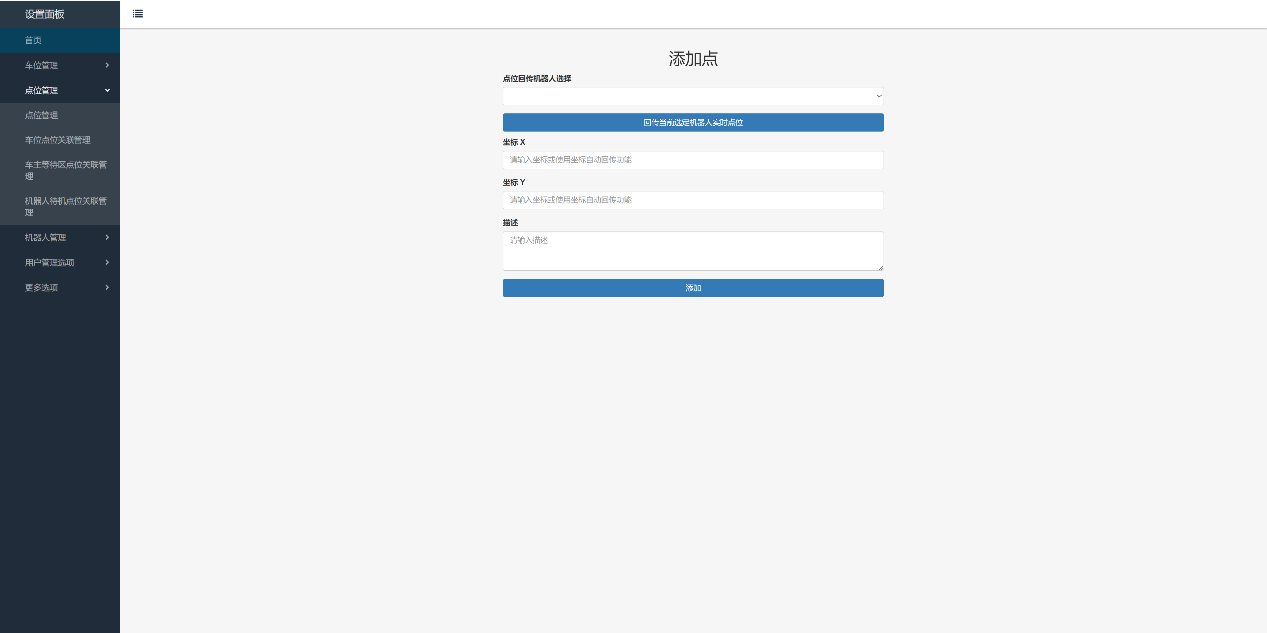 设置面板
首页
车位管理
点位管理
点位管理
车位点位关联管理
车主等待区点位关联管
理
机器人待机点位关联管
理
机器人管理
用户管理选项
更多选项
添加点
点位回传机器人选择
回传当前选定机器人实时点位
坐标 X
请输入坐标或使用坐标自动回传功能
坐标 Y
请输入坐标或使用坐标自动回传功能
描述
请输入描述
添加